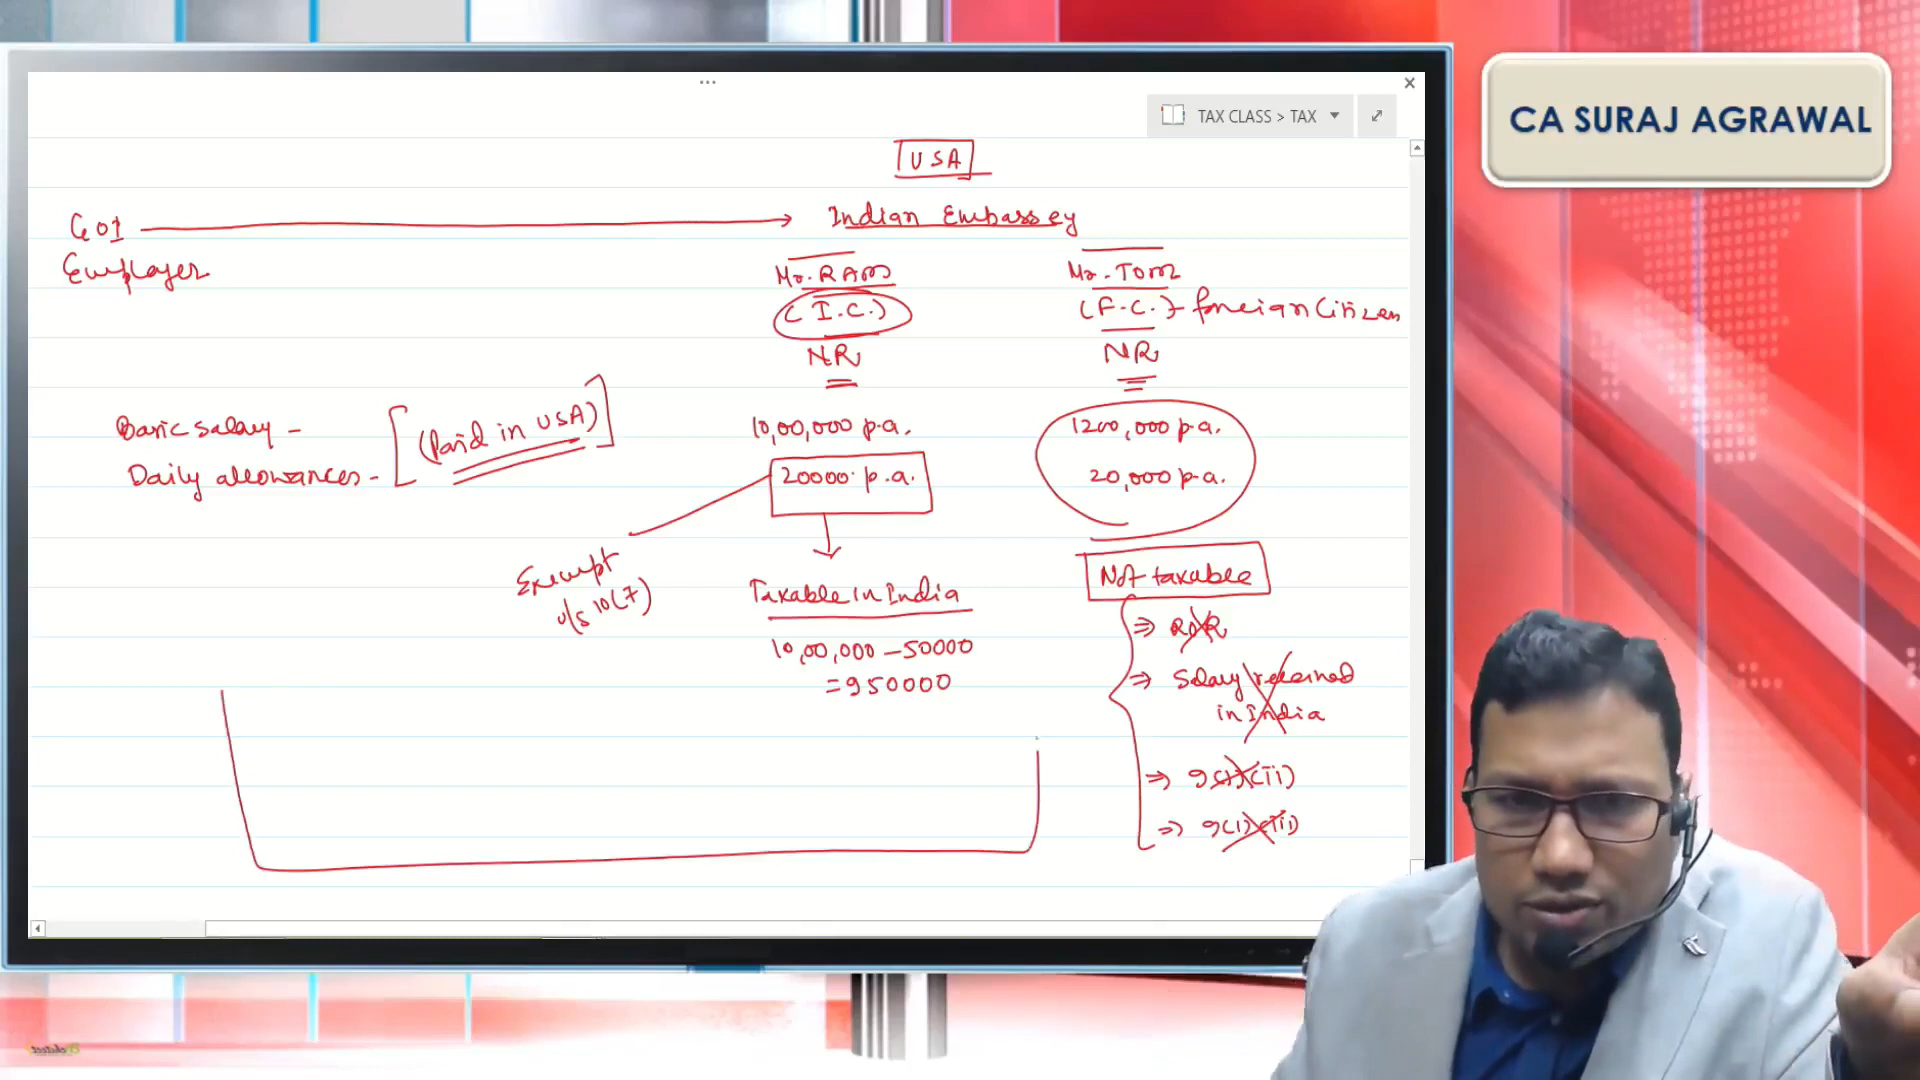 CA SURAJ AGRAWAL
TAX CLASS > TAX
USA
GOI → Indian Embassey
Employer
Mr. RAM
(I.C.)
NR
Mr. TOM
(F.C.) - foreign Citizen
NR
Basic salary -
Daily allowances -
(Paid in USA)
10,00,000 p.a.
20000 p.a.
1200,000 p.a.
20,000 p.a.
Exempt
u/s 10(7)
Taxable in India
10,00,000 - 50000
= 950000
Not taxable
⇒ ROR
⇒ Salary received
in India
⇒ 9(1)(ii)
⇒ 9(1)(iii)